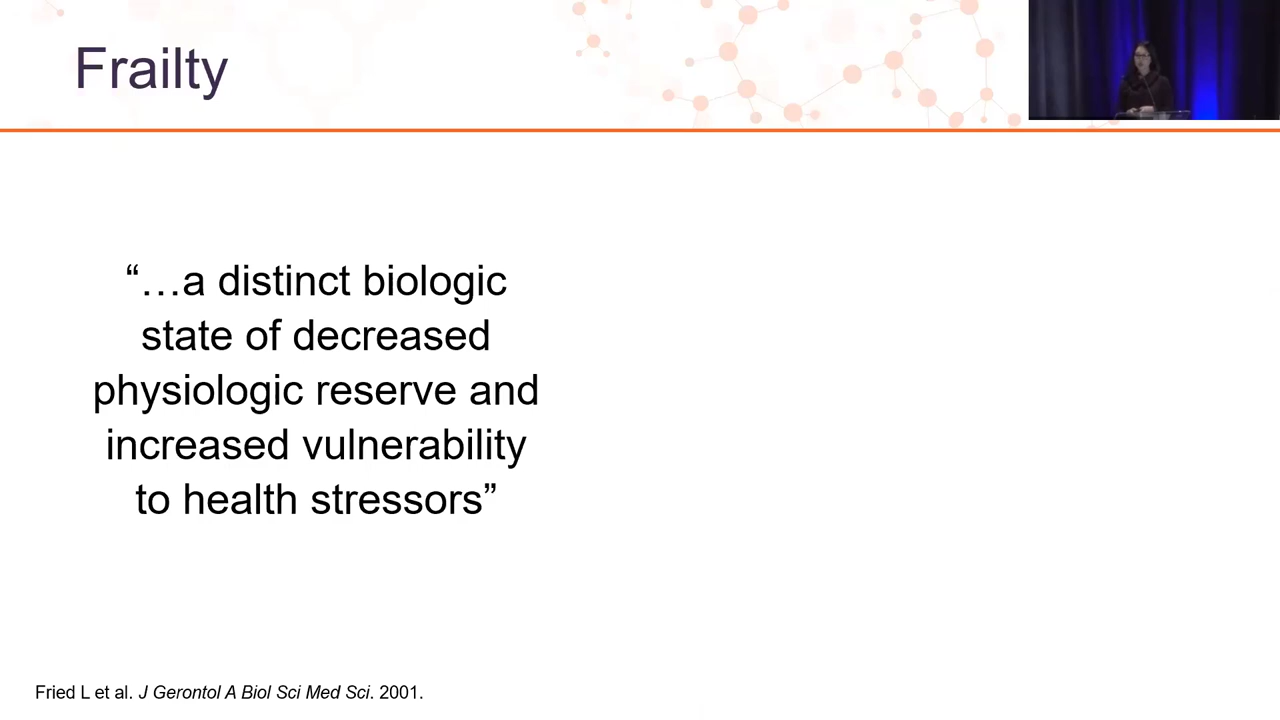 Frailty
“…a distinct biologic
state of decreased
physiologic reserve and
increased vulnerability
to health stressors”
Fried L et al. J Gerontol A Biol Sci Med Sci. 2001.